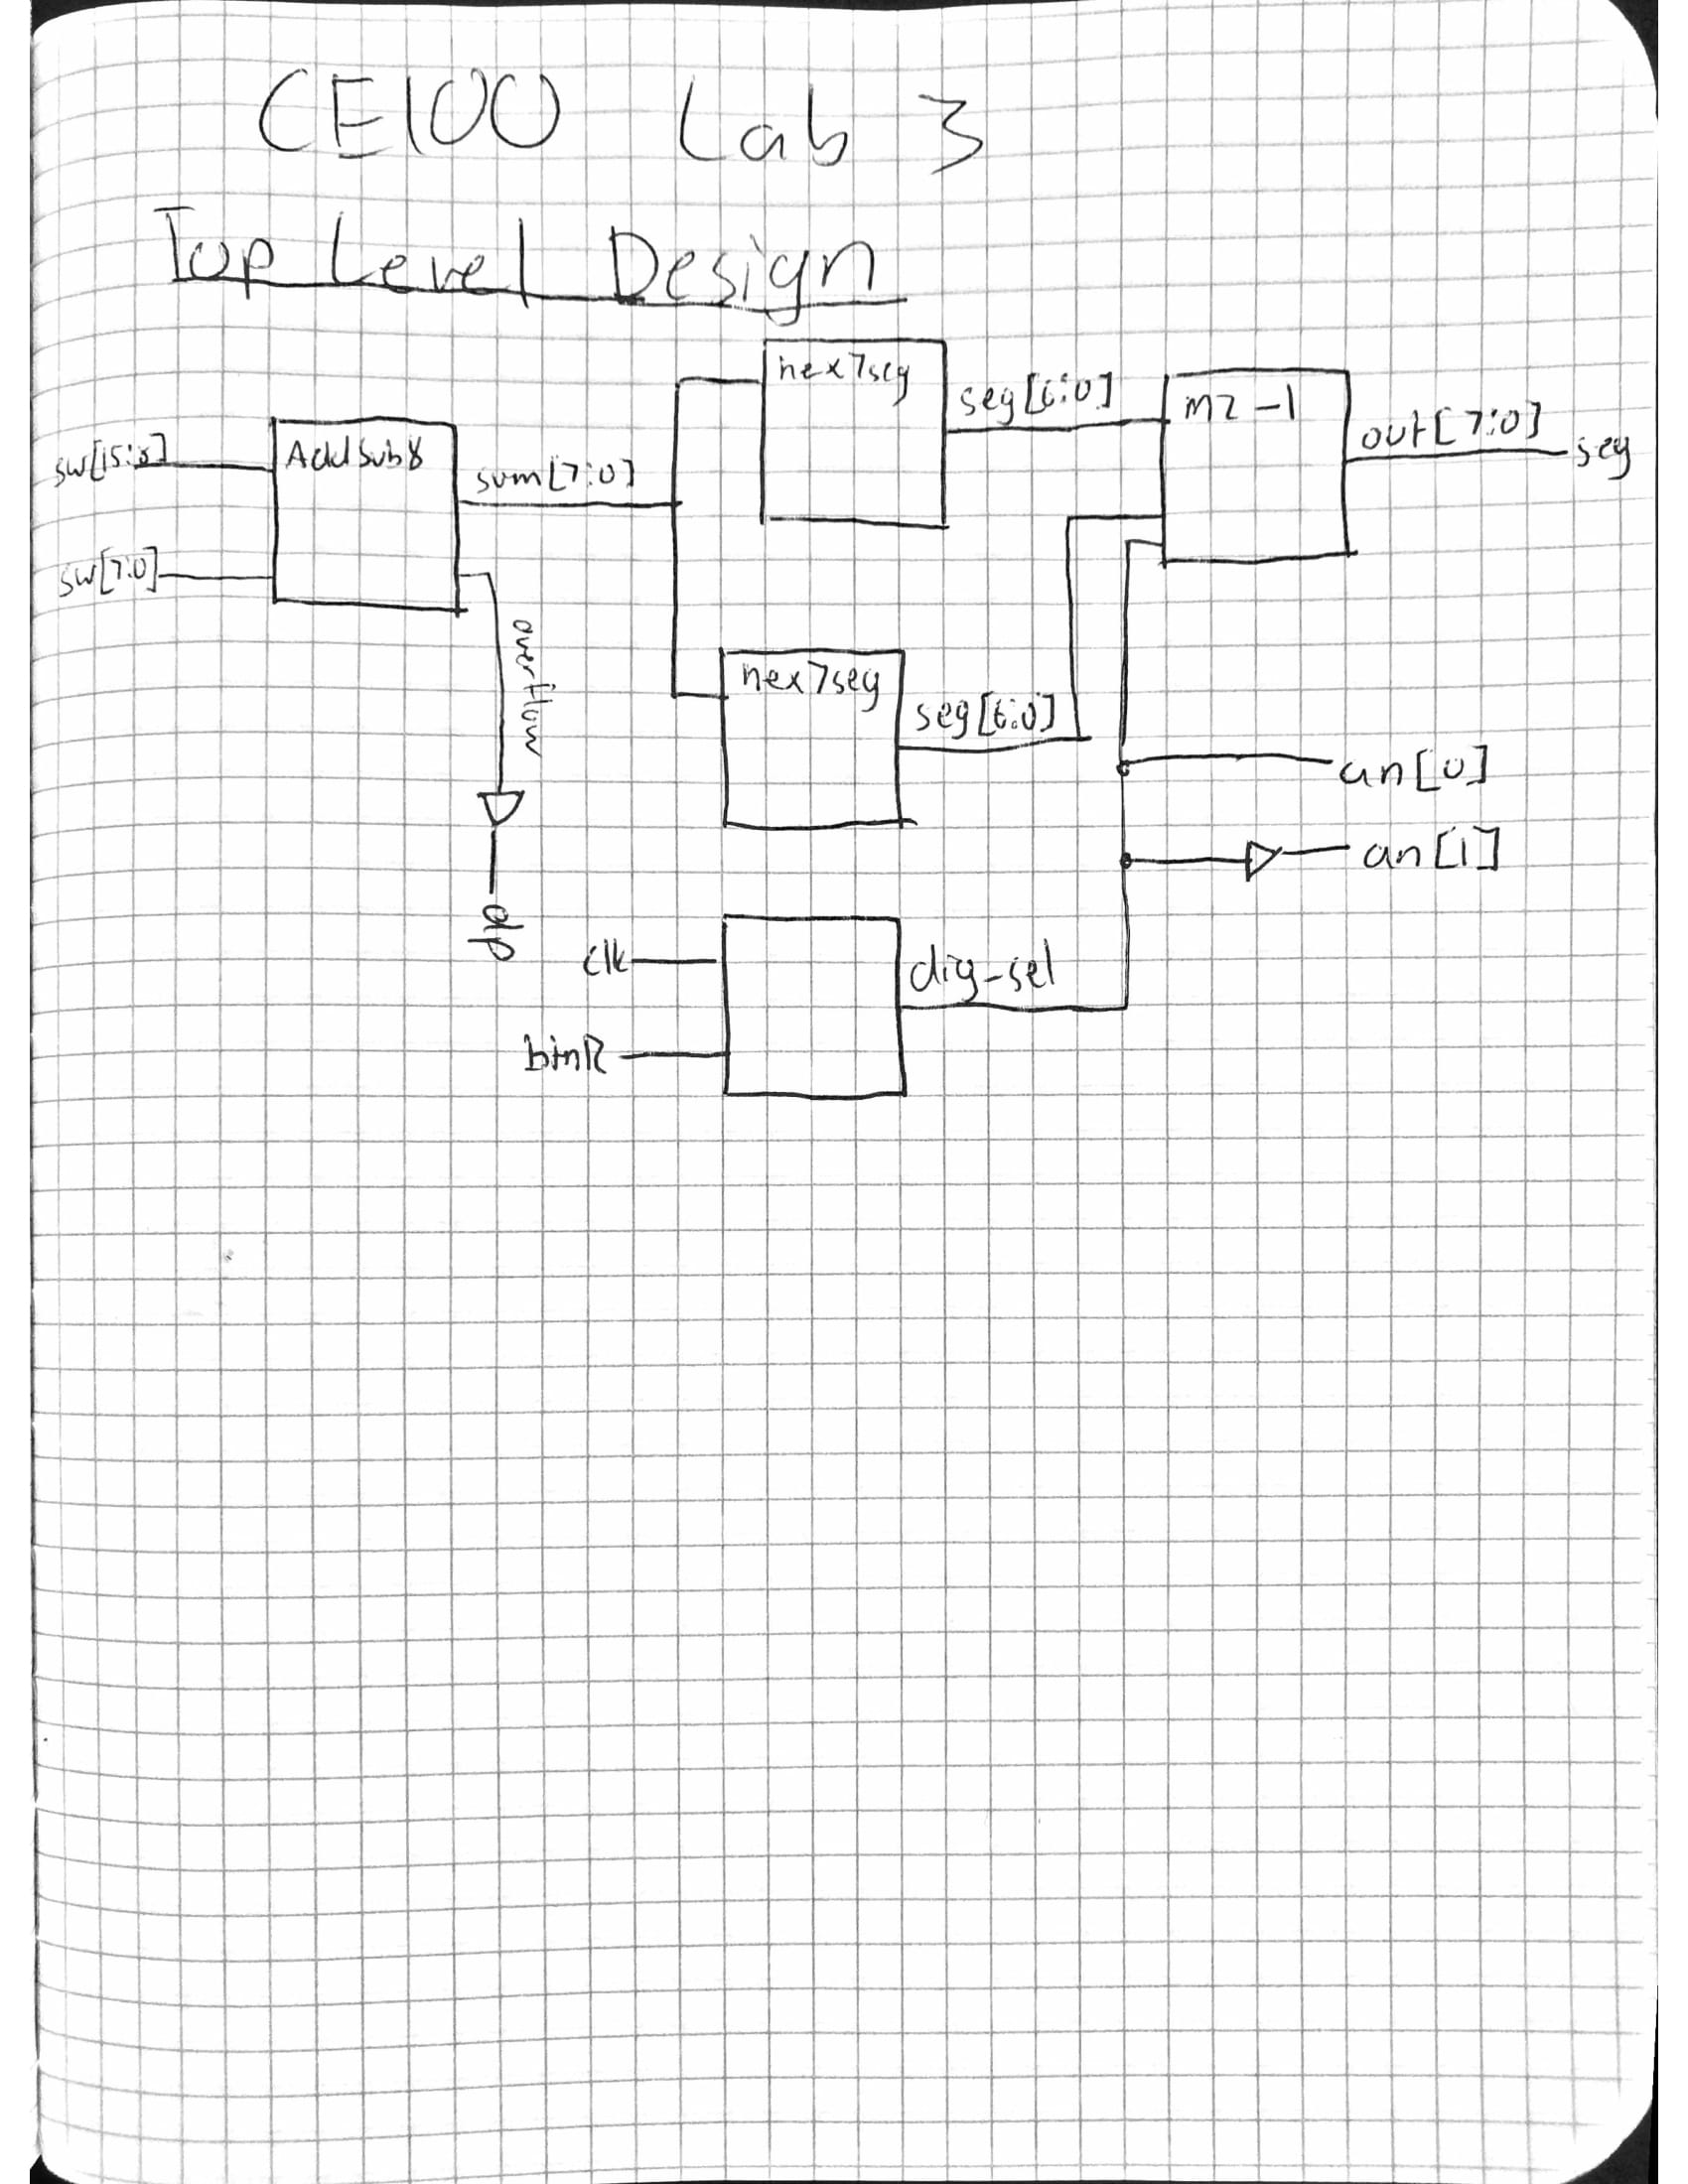 CE100 Lab 3
Top Level Design
hex7seg
seg[6:0]
m2-1
out[7:0]
seg
sw[15:8]
AddSub8
sum[7:0]
sw[7:0]
overflow
hex7seg
seg[6:0]
an[0]
an[1]
dp
clk
dig-sel
btnR